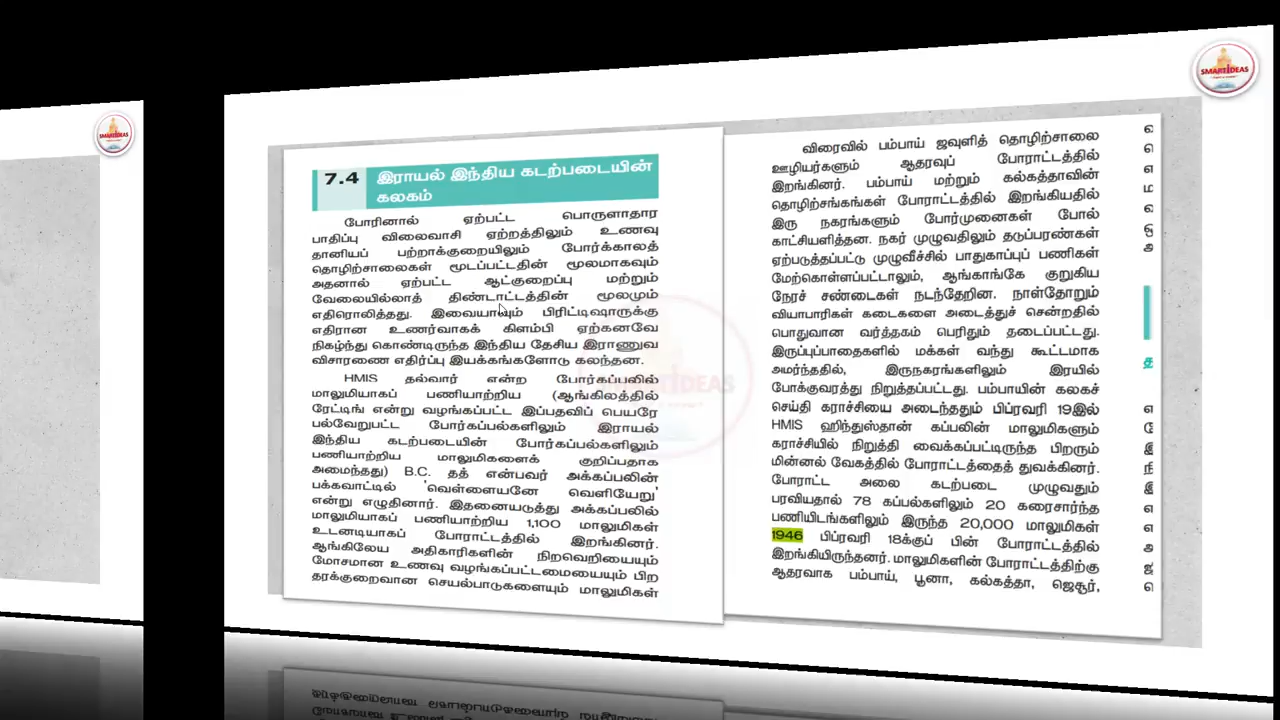 SMART IDEAS
SMART IDEAS
7.4 இராயல் இந்திய கடற்படையின்
கலகம்
போரினால் ஏற்பட்ட பொருளாதார
பாதிப்பு விலைவாசி ஏற்றத்திலும் உணவு
தானியப் பற்றாக்குறையிலும் போர்க்காலத்
தொழிற்சாலைகள் மூடப்பட்டதின் மூலமாகவும்
அதனால் ஏற்பட்ட ஆட்குறைப்பு மற்றும்
வேலையில்லாத் திண்டாட்டத்தின் மூலமும்
எதிரொலித்தது. இவையாவும் பிரிட்டிஷாருக்கு
எதிரான உணர்வாகக் கிளம்பி ஏற்கனவே
நிகழ்ந்து கொண்டிருந்த இந்திய தேசிய இராணுவ
விசாரணை எதிர்ப்பு இயக்கங்களோடு கலந்தன.
HMIS தல்வார் என்ற போர்கப்பலில்
மாலுமியாகப் பணியாற்றிய (ஆங்கிலத்தில்
ரேட்டிங் என்று வழங்கப்பட்ட இப்பதவிப் பெயரே
பல்வேறுபட்ட போர்கப்பல்களிலும் இராயல்
இந்திய கடற்படையின் போர்கப்பல்களிலும்
பணியாற்றிய மாலுமிகளைக் குறிப்பதாக
அமைந்தது) B.C. தத் என்பவர் அக்கப்பலின்
பக்கவாட்டில் 'வெள்ளையனே வெளியேறு'
என்று எழுதினார். இதனையடுத்து அக்கப்பலில்
மாலுமியாகப் பணியாற்றிய 1,100 மாலுமிகள்
உடனடியாகப் போராட்டத்தில் இறங்கினர்.
ஆங்கிலேய அதிகாரிகளின் நிறவெறியையும்
மோசமான உணவு வழங்கப்பட்டமையையும் பிற
தரக்குறைவான செயல்பாடுகளையும் மாலுமிகள்
விரைவில் பம்பாய் ஜவுளித் தொழிற்சாலை
ஊழியர்களும் ஆதரவுப் போராட்டத்தில்
இறங்கினர். பம்பாய் மற்றும் கல்கத்தாவின்
தொழிற்சங்கங்கள் போராட்டத்தில் இறங்கியதில்
இரு நகரங்களும் போர்முனைகள் போல்
காட்சியளித்தன. நகர் முழுவதிலும் தடுப்பரண்கள்
ஏற்படுத்தப்பட்டு முழுவீச்சில் பாதுகாப்புப் பணிகள்
மேற்கொள்ளப்பட்டாலும், ஆங்காங்கே குறுகிய
நேரச் சண்டைகள் நடந்தேறின. நாள்தோறும்
வியாபாரிகள் கடைகளை அடைத்துச் சென்றதில்
பொதுவான வர்த்தகம் பெரிதும் தடைப்பட்டது.
இருப்புப்பாதைகளில் மக்கள் வந்து கூட்டமாக
அமர்ந்ததில், இருநகரங்களிலும் இரயில்
போக்குவரத்து நிறுத்தப்பட்டது. பம்பாயின் கலகச்
செய்தி கராச்சியை அடைந்ததும் பிப்ரவரி 19இல்
HMIS ஹிந்துஸ்தான் கப்பலின் மாலுமிகளும்
கராச்சியில் நிறுத்தி வைக்கப்பட்டிருந்த பிறரும்
மின்னல் வேகத்தில் போராட்டத்தைத் துவக்கினர்.
போராட்ட அலை கடற்படை முழுவதும்
பரவியதால் 78 கப்பல்களிலும் 20 கரைசார்ந்த
பணியிடங்களிலும் இருந்த 20,000 மாலுமிகள்
1946 பிப்ரவரி 18க்குப் பின் போராட்டத்தில்
இறங்கியிருந்தனர். மாலுமிகளின் போராட்டத்திற்கு
ஆதரவாக பம்பாய், பூனா, கல்கத்தா, ஜெசூர்,